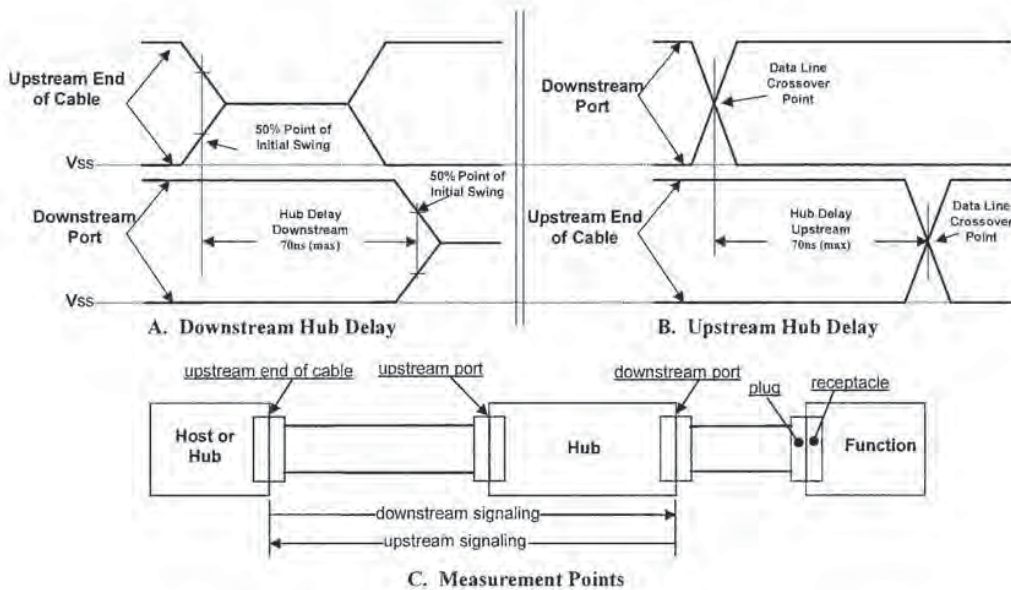 Upstream End
of Cable
50% Point of
Initial Swing
VSS
50% Point of
Initial Swing
Downstream
Port
Hub Delay
Downstream
70ns (max)
VSS
A. Downstream Hub Delay
Downstream
Port
Data Line
Crossover
Point
VSS
Upstream End
of Cable
Hub Delay
Upstream
70ns (max)
Data Line
Crossover
Point
VSS
B. Upstream Hub Delay
upstream end of cable
upstream port
downstream port
plug
receptacle
Host or
Hub
Hub
Function
downstream signaling
upstream signaling
C. Measurement Points